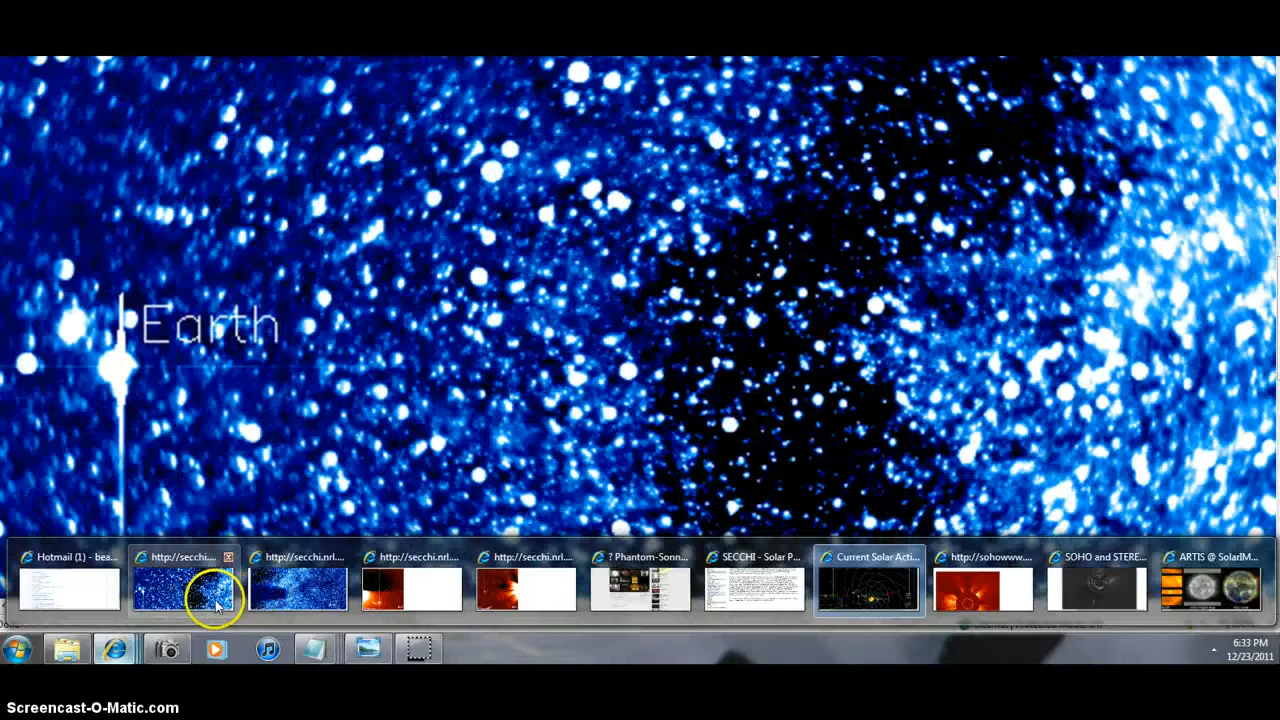 Earth
Hotmail (1) - bea...
http://secchi....
http://secchi.nrl....
http://secchi.nrl....
http://secchi.nrl....
? Phantom-Sonn...
SECCHI - Solar P...
Current Solar Acti...
http://sohowww....
SOHO and STERE...
ARTIS @ SolarIM...
6:33 PM
12/23/2011
Screencast-O-Matic.com